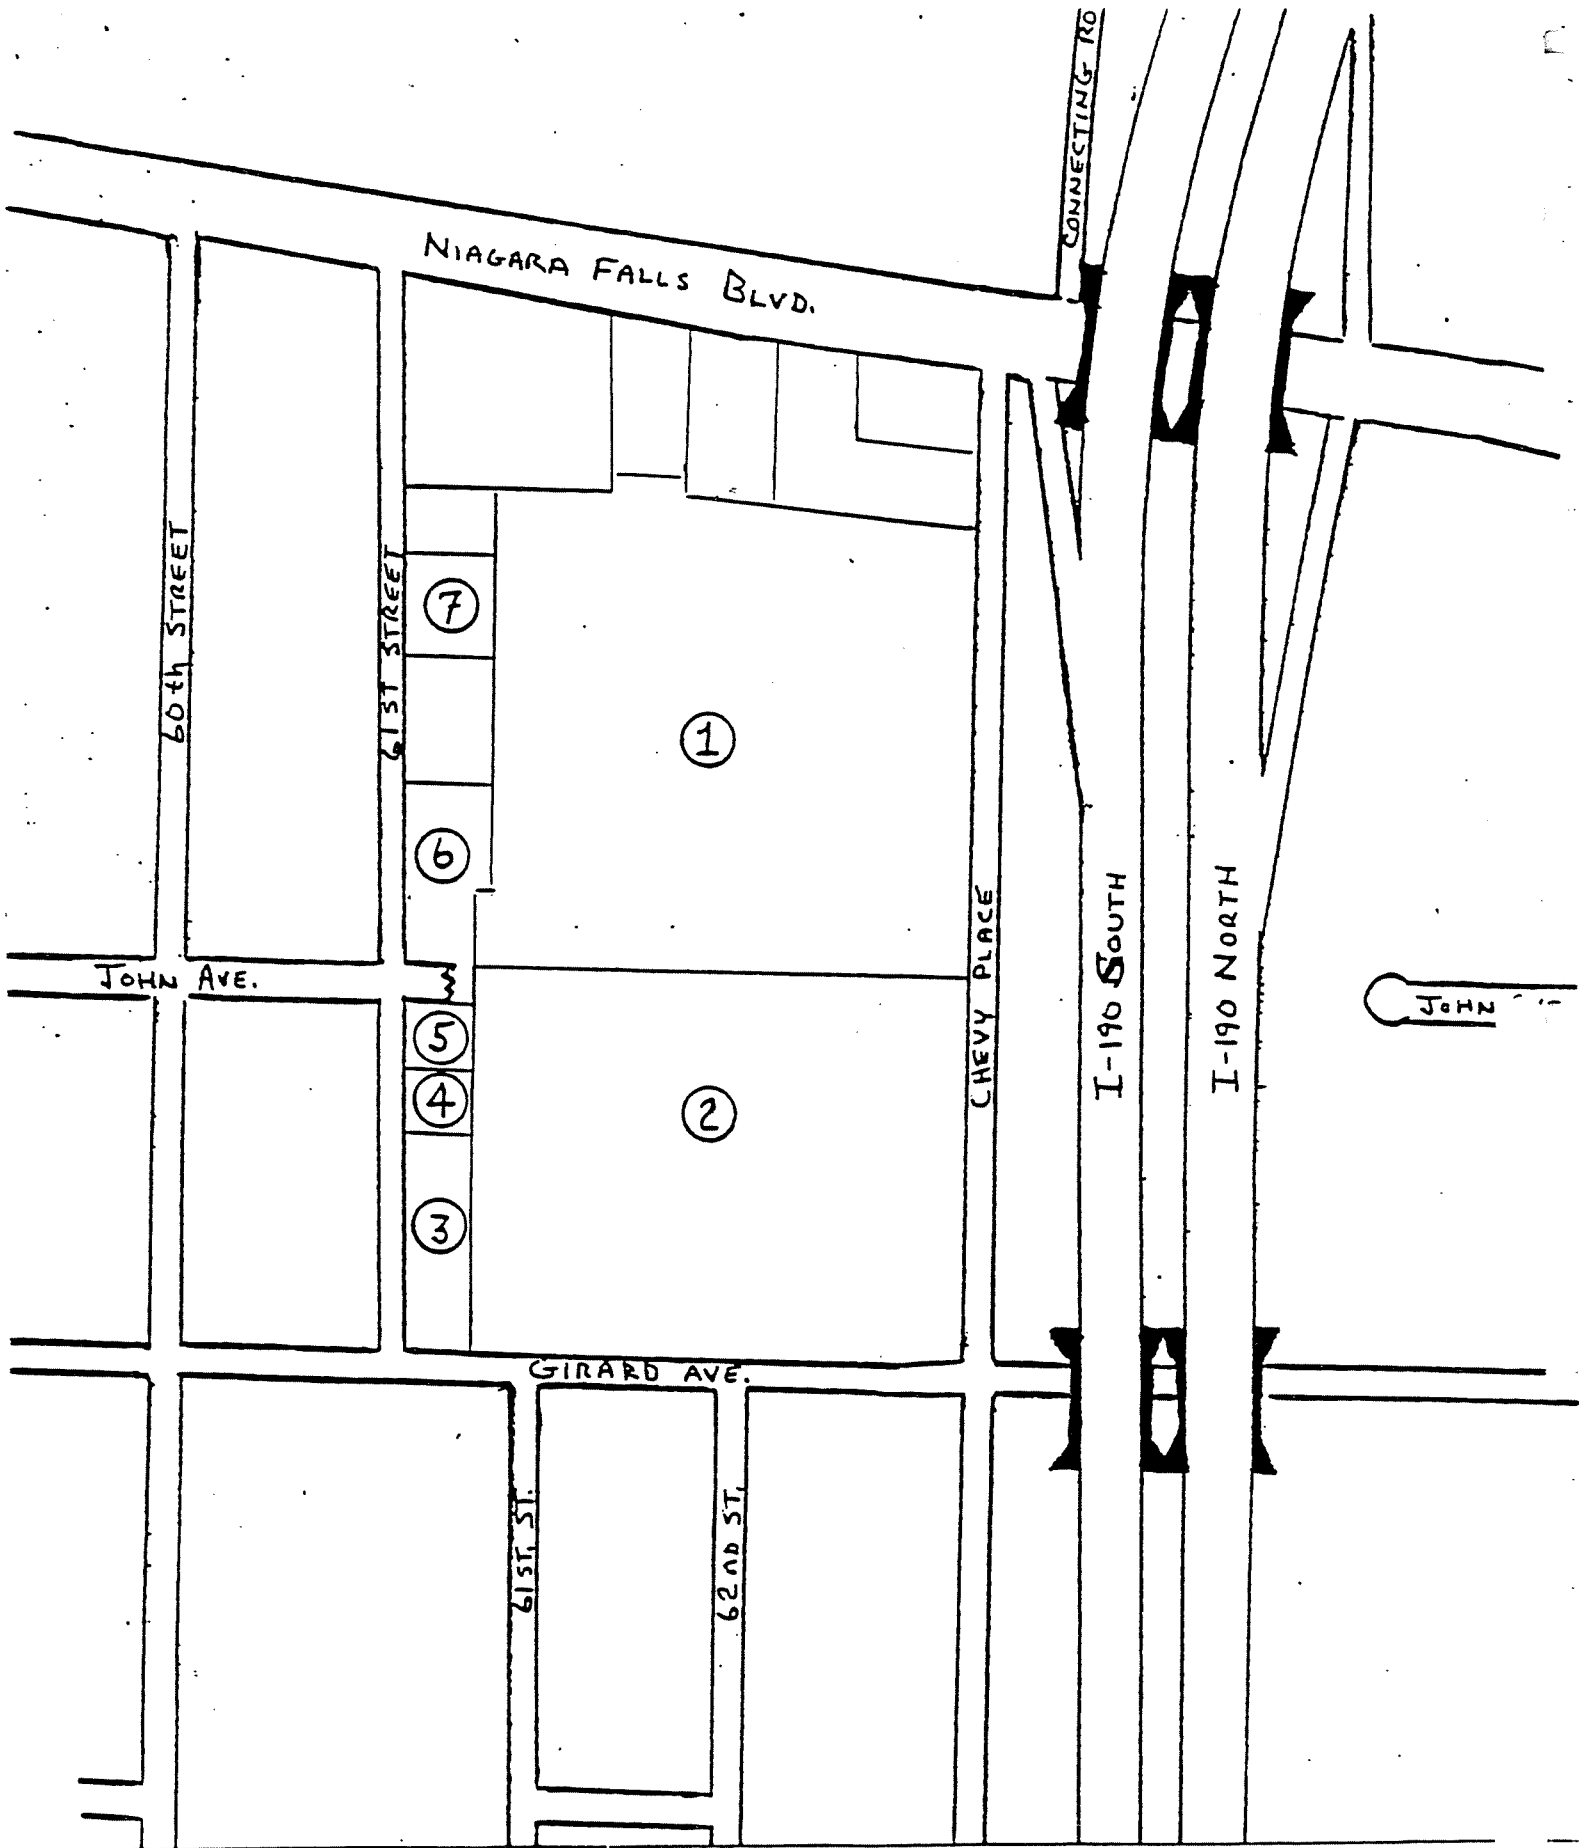 CONNECTING RO
NIAGARA FALLS BLVD.
60th STREET
61ST STREET
7
1
6
JOHN AVE.
CHEVY PLACE
I-190 SOUTH
I-190 NORTH
JOHN
5
4
2
3
GIRARD AVE.
61ST. ST.
62ND ST.